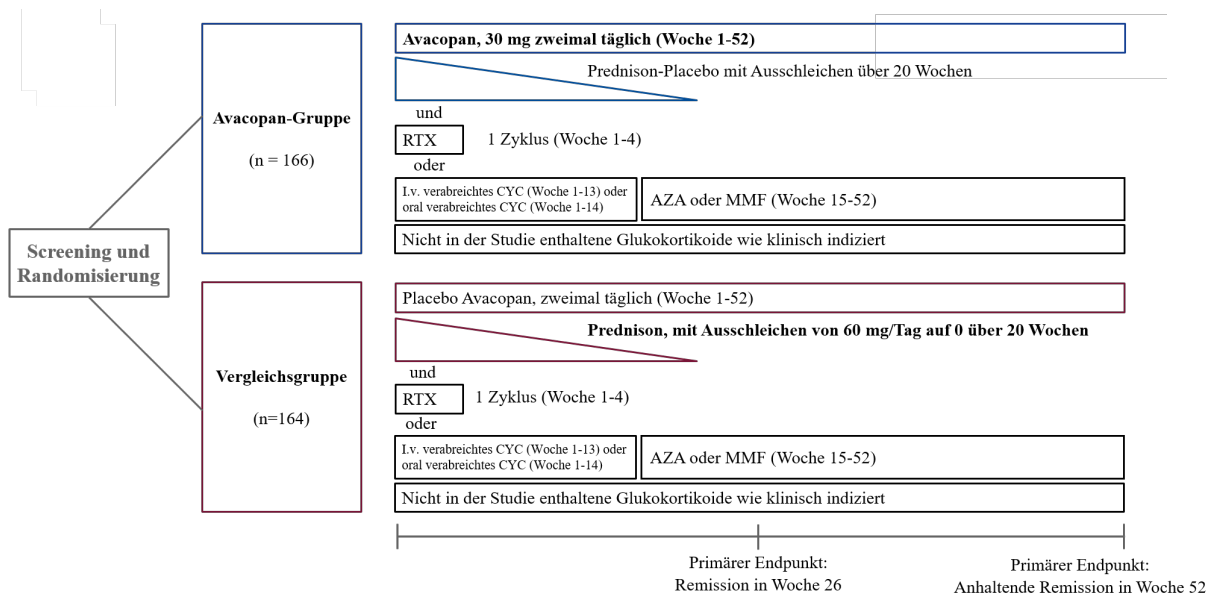 Screening und
Randomisierung
Avacopan-Gruppe
(n = 166)
Avacopan, 30 mg zweimal täglich (Woche 1-52)
Prednison-Placebo mit Ausschleichen über 20 Wochen
und
RTX
1 Zyklus (Woche 1-4)
oder
I.v. verabreichtes CYC (Woche 1-13) oder
oral verabreichtes CYC (Woche 1-14)
AZA oder MMF (Woche 15-52)
Nicht in der Studie enthaltene Glukokortikoide wie klinisch indiziert
Vergleichsgruppe
(n=164)
Placebo Avacopan, zweimal täglich (Woche 1-52)
Prednison, mit Ausschleichen von 60 mg/Tag auf 0 über 20 Wochen
und
RTX
1 Zyklus (Woche 1-4)
oder
I.v. verabreichtes CYC (Woche 1-13) oder
oral verabreichtes CYC (Woche 1-14)
AZA oder MMF (Woche 15-52)
Nicht in der Studie enthaltene Glukokortikoide wie klinisch indiziert
Primärer Endpunkt:
Remission in Woche 26
Primärer Endpunkt:
Anhaltende Remission in Woche 52